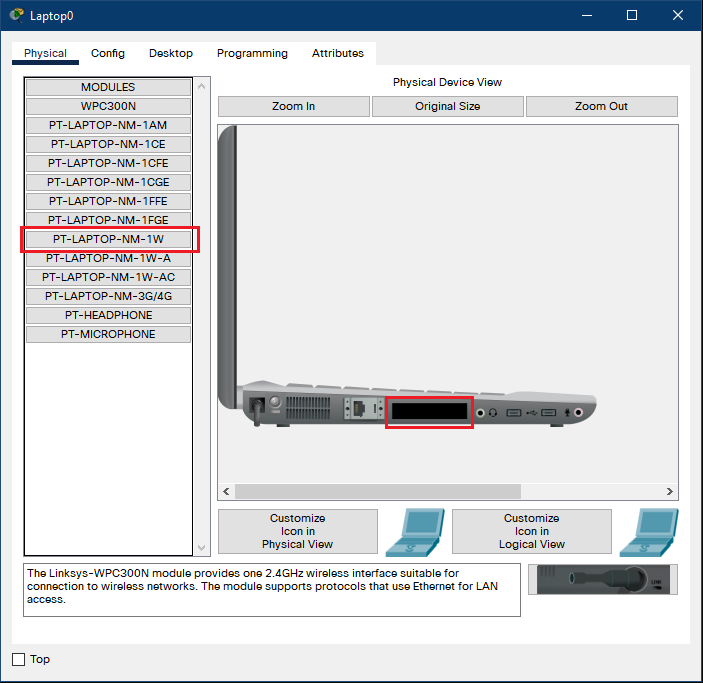 Laptop0
Physical
Config
Desktop
Programming
Attributes
MODULES
WPC300N
PT-LAPTOP-NM-1AM
PT-LAPTOP-NM-1CE
PT-LAPTOP-NM-1CFE
PT-LAPTOP-NM-1CGE
PT-LAPTOP-NM-1FFE
PT-LAPTOP-NM-1FGE
PT-LAPTOP-NM-1W
PT-LAPTOP-NM-1W-A
PT-LAPTOP-NM-1W-AC
PT-LAPTOP-NM-3G/4G
PT-HEADPHONE
PT-MICROPHONE
Physical Device View
Zoom In
Original Size
Zoom Out
Customize
Icon in
Physical View
Customize
Icon in
Logical View
The Linksys-WPC300N module provides one 2.4GHz wireless interface suitable for
connection to wireless networks. The module supports protocols that use Ethernet for LAN
access.
Top